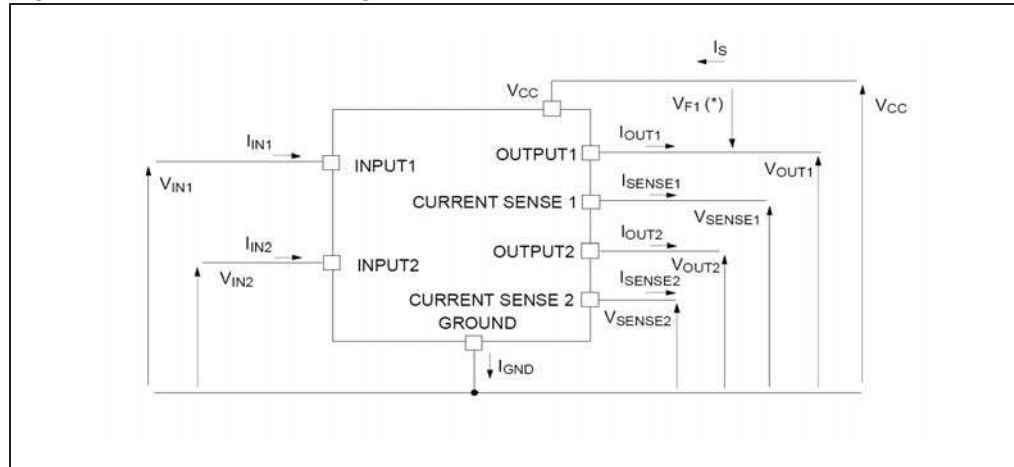 I_S
V_CC
V_F1 (*)
V_CC
I_IN1
I_OUT1
INPUT1
OUTPUT1
V_OUT1
V_IN1
I_SENSE1
CURRENT SENSE 1
V_SENSE1
I_IN2
I_OUT2
OUTPUT2
V_IN2
INPUT2
V_OUT2
I_SENSE2
CURRENT SENSE 2
V_SENSE2
GROUND
I_GND